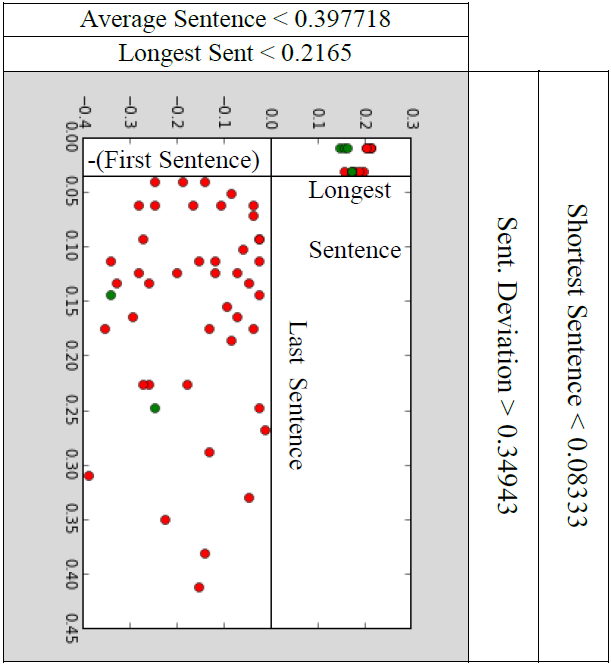 Average Sentence < 0.397718
Longest Sent < 0.2165
-0.4 -0.3 -0.2 -0.1 0.0 0.1 0.2 0.3
0.00
0.05
0.10
0.15
0.20
0.25
0.30
0.35
0.40
0.45
-(First Sentence)
Longest
Sentence
Last Sentence
Sent. Deviation > 0.34943
Shortest Sentence < 0.08333